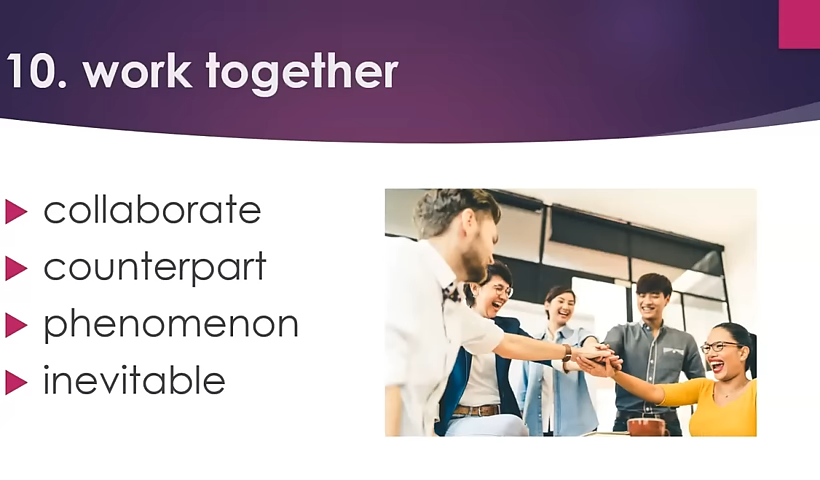 10. work together
collaborate
counterpart
phenomenon
inevitable